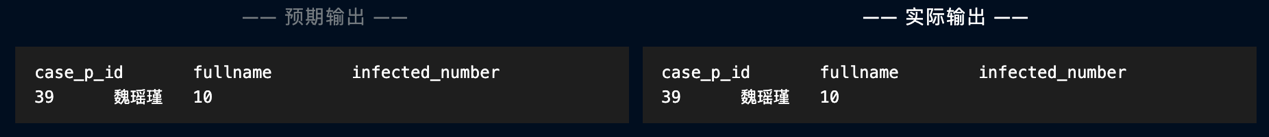 —— 预期输出 ——
case_p_id fullname infected_number
39 魏瑶瑾 10
—— 实际输出 ——
case_p_id fullname infected_number
39 魏瑶瑾 10